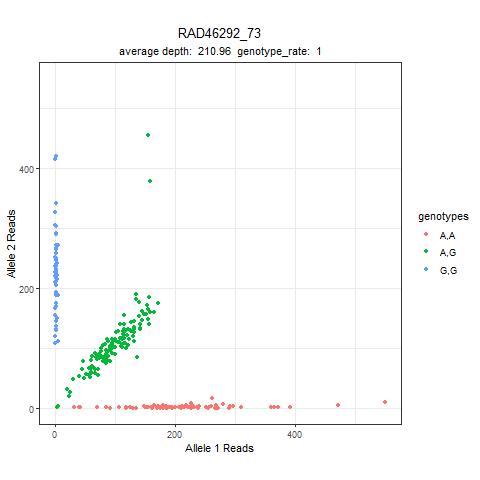 RAD46292_73
average depth: 210.96 genotype_rate: 1
400
200
0
0 200 400
Allele 2 Reads
Allele 1 Reads
genotypes
A,A
A,G
G,G